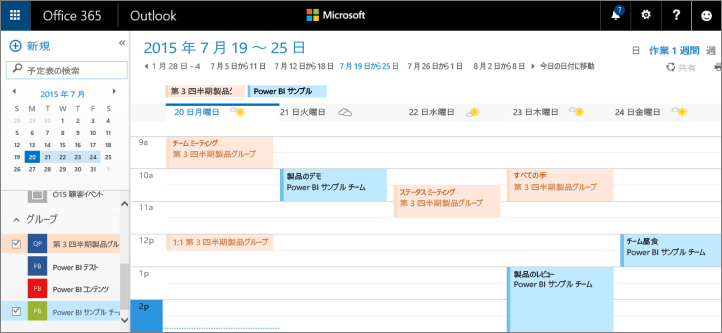 Office 365 Outlook Microsoft 7 ?
新規 «
予定表の検索
2015 年 7 月
S M T W T F S
28 29 30 1 2 3 4
5 6 7 8 9 10 11
12 13 14 15 16 17 18
19 20 21 22 23 24 25
26 27 28 29 30 31 1
O15 顧客イベント
グループ
QP 第 3 四半期製品グル
PB Power BI テスト
PB Power BI コンテンツ
PB Power BI サンプル チーム
2015 年 7 月 19 ～ 25 日
日 作業 1 週間 週
1 月 28 日 - 4 7 月 5 日から 11 日 7 月 12 日から 18 日 7 月 19 日から 25 日 7 月 26 日から 1 日 8 月 2 日から 8 日 今日の日付に移動
共有
第 3 四半期製品 Power BI サンプル
20 日月曜日 21 日火曜日 22 日水曜日 23 日木曜日 24 日金曜日
9a
チーム ミーティング
第 3 四半期製品グループ
10a
製品のデモ
Power BI サンプル チーム
ステータス ミーティング
第 3 四半期製品グループ
すべての手
第 3 四半期製品グループ
11a
12p
1:1 第 3 四半期製品グループ
チーム昼食
Power BI サンプル チーム
1p
製品のレビュー
Power BI サンプル チーム
2p